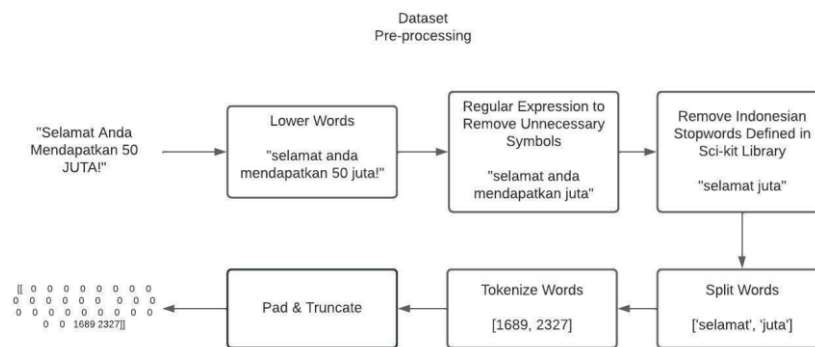 Dataset
Pre-processing
"Selamat Anda
Mendapatkan 50
JUTA!"
Lower Words
"selamat anda
mendapatkan 50 juta!"
Regular Expression to
Remove Unnecessary
Symbols
"selamat anda
mendapatkan juta"
Remove Indonesian
Stopwords Defined in
Sci-kit Library
"selamat juta"
Split Words
['selamat', 'juta']
Tokenize Words
[1689, 2327]
Pad & Truncate
[[ 0 0 0 0 0 0 0 0
0 0 0 0 0 0 0 0 0
0 0 0 0 0 0 0 0 0
0 0 1689 2327]]